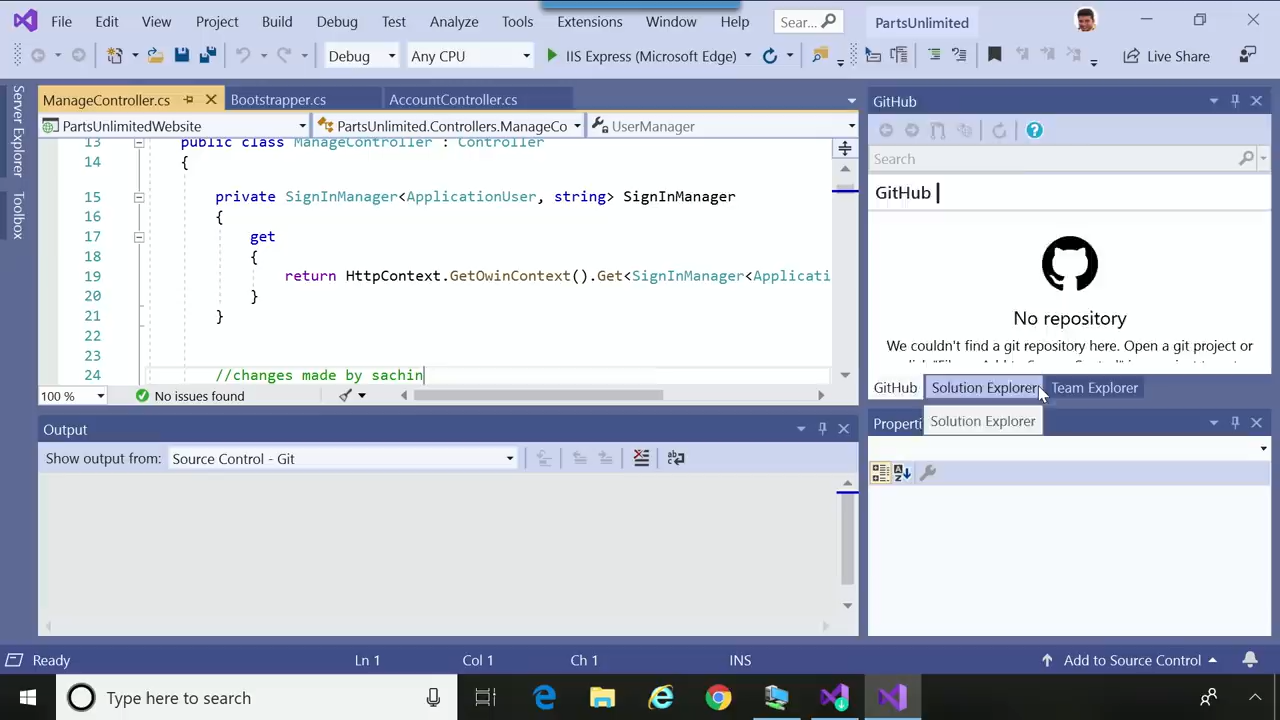 File Edit View Project Build Debug Test Analyze Tools Extensions Window Help Sear... PartsUnlimited
Debug Any CPU IIS Express (Microsoft Edge) Live Share
Server Explorer
Toolbox
ManageController.cs Bootstrapper.cs AccountController.cs
PartsUnlimitedWebsite PartsUnlimited.Controllers.ManageCo UserManager
13 public class ManageController : Controller
14 {
15 private SignInManager<ApplicationUser, string> SignInManager
16 {
17 get
18 {
19 return HttpContext.GetOwinContext().Get<SignInManager<Applicati
20 }
21 }
22
23
24 //changes made by sachin
100 % No issues found
Output
Show output from: Source Control - Git
GitHub
Search
GitHub
No repository
We couldn't find a git repository here. Open a git project or
GitHub Solution Explorer Team Explorer
Solution Explorer
Properti
Ready Ln 1 Col 1 Ch 1 INS Add to Source Control
Type here to search